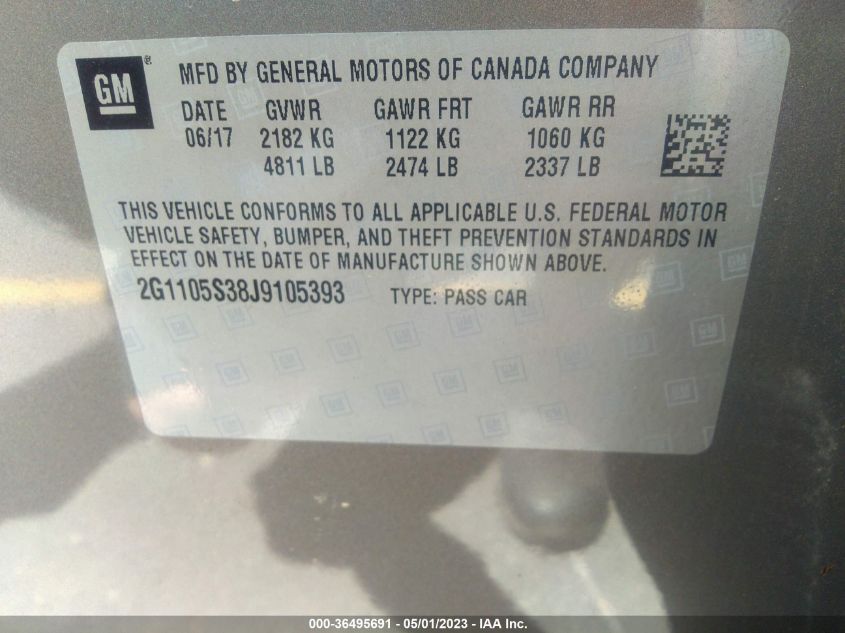 GM®
MFD BY GENERAL MOTORS OF CANADA COMPANY
DATE GVWR GAWR FRT GAWR RR
06/17 2182 KG 1122 KG 1060 KG
4811 LB 2474 LB 2337 LB
THIS VEHICLE CONFORMS TO ALL APPLICABLE U.S. FEDERAL MOTOR
VEHICLE SAFETY, BUMPER, AND THEFT PREVENTION STANDARDS IN
EFFECT ON THE DATE OF MANUFACTURE SHOWN ABOVE.
2G1105S38J9105393 TYPE: PASS CAR
000-36495691 - 05/01/2023 - IAA Inc.